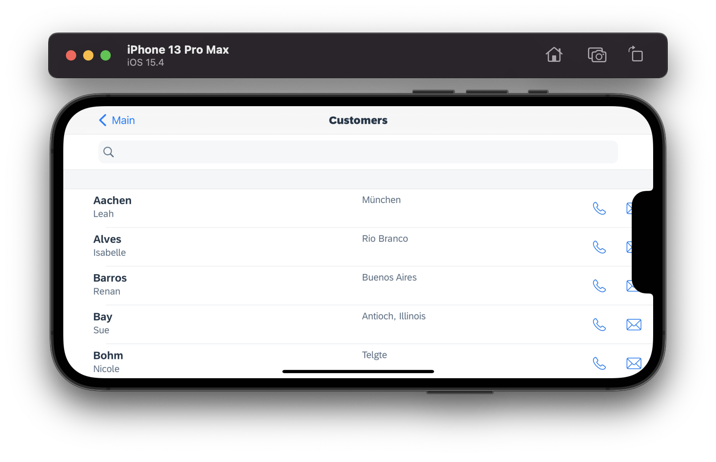 iPhone 13 Pro Max
iOS 15.4
Main
Customers
Aachen
Leah
München
Alves
Isabelle
Rio Branco
Barros
Renan
Buenos Aires
Bay
Sue
Antioch, Illinois
Bohm
Nicole
Telgte